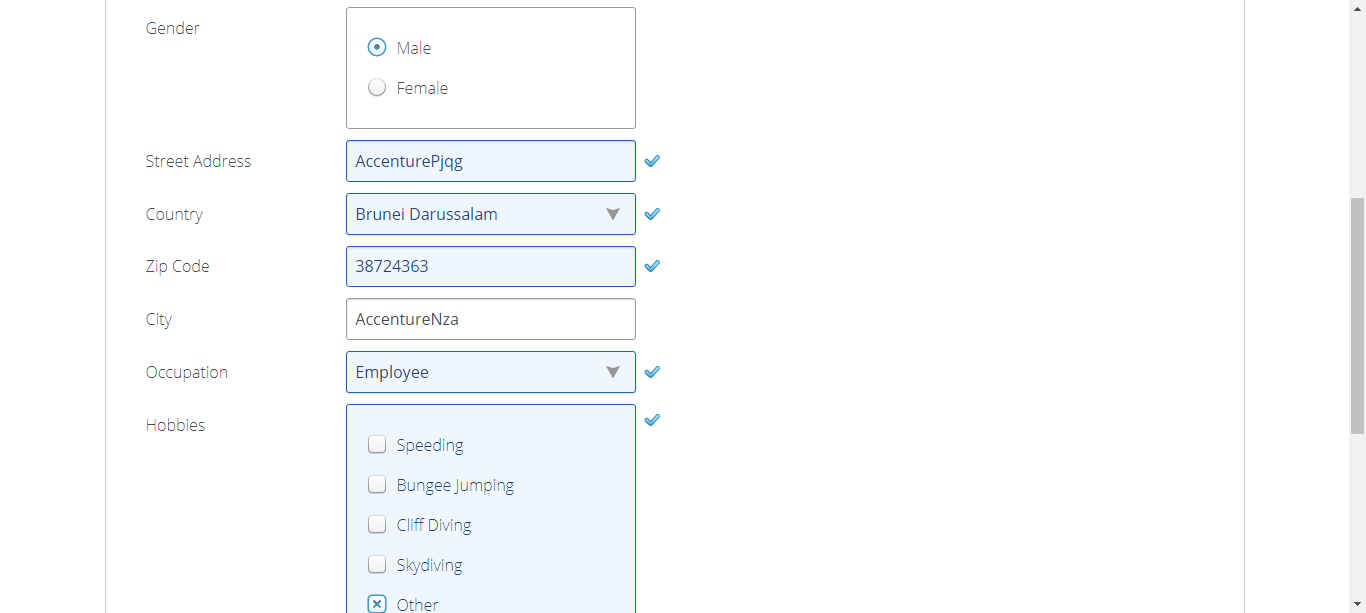 Gender
Male
Female
Street Address
AccenturePjqg
Country
Brunei Darussalam
Zip Code
38724363
City
AccentureNza
Occupation
Employee
Hobbies
Speeding
Bungee Jumping
Cliff Diving
Skydiving
Other